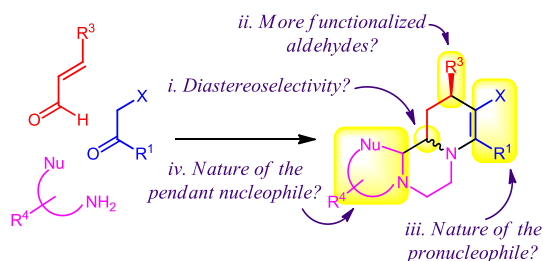 ii. More functionalized
aldehydes?
R³
R³
i. Diastereoselectivity?
X
X
O
H
O
R¹
Nu
R¹
N
Nu
iv. Nature of the
pendant nucleophile?
N
R⁴
NH₂
R⁴
iii. Nature of the
pronucleophile?